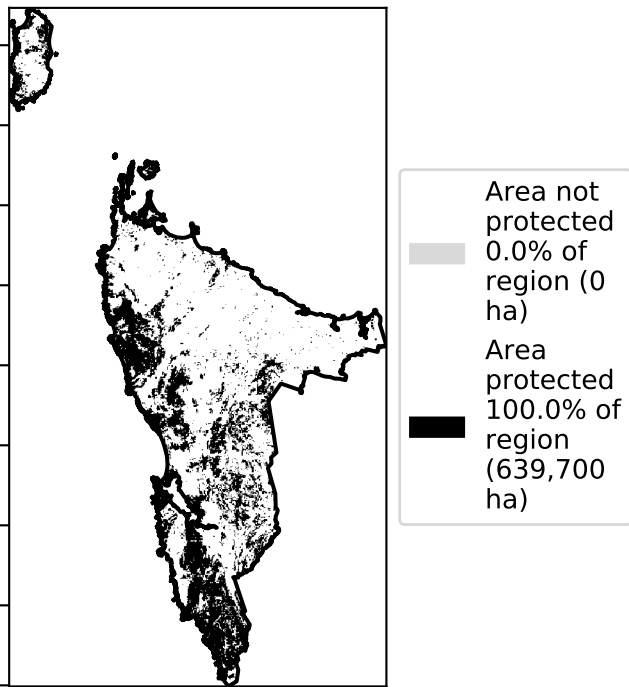 Area not
protected
0.0% of
region (0
ha)
Area
protected
100.0% of
region
(639,700
ha)